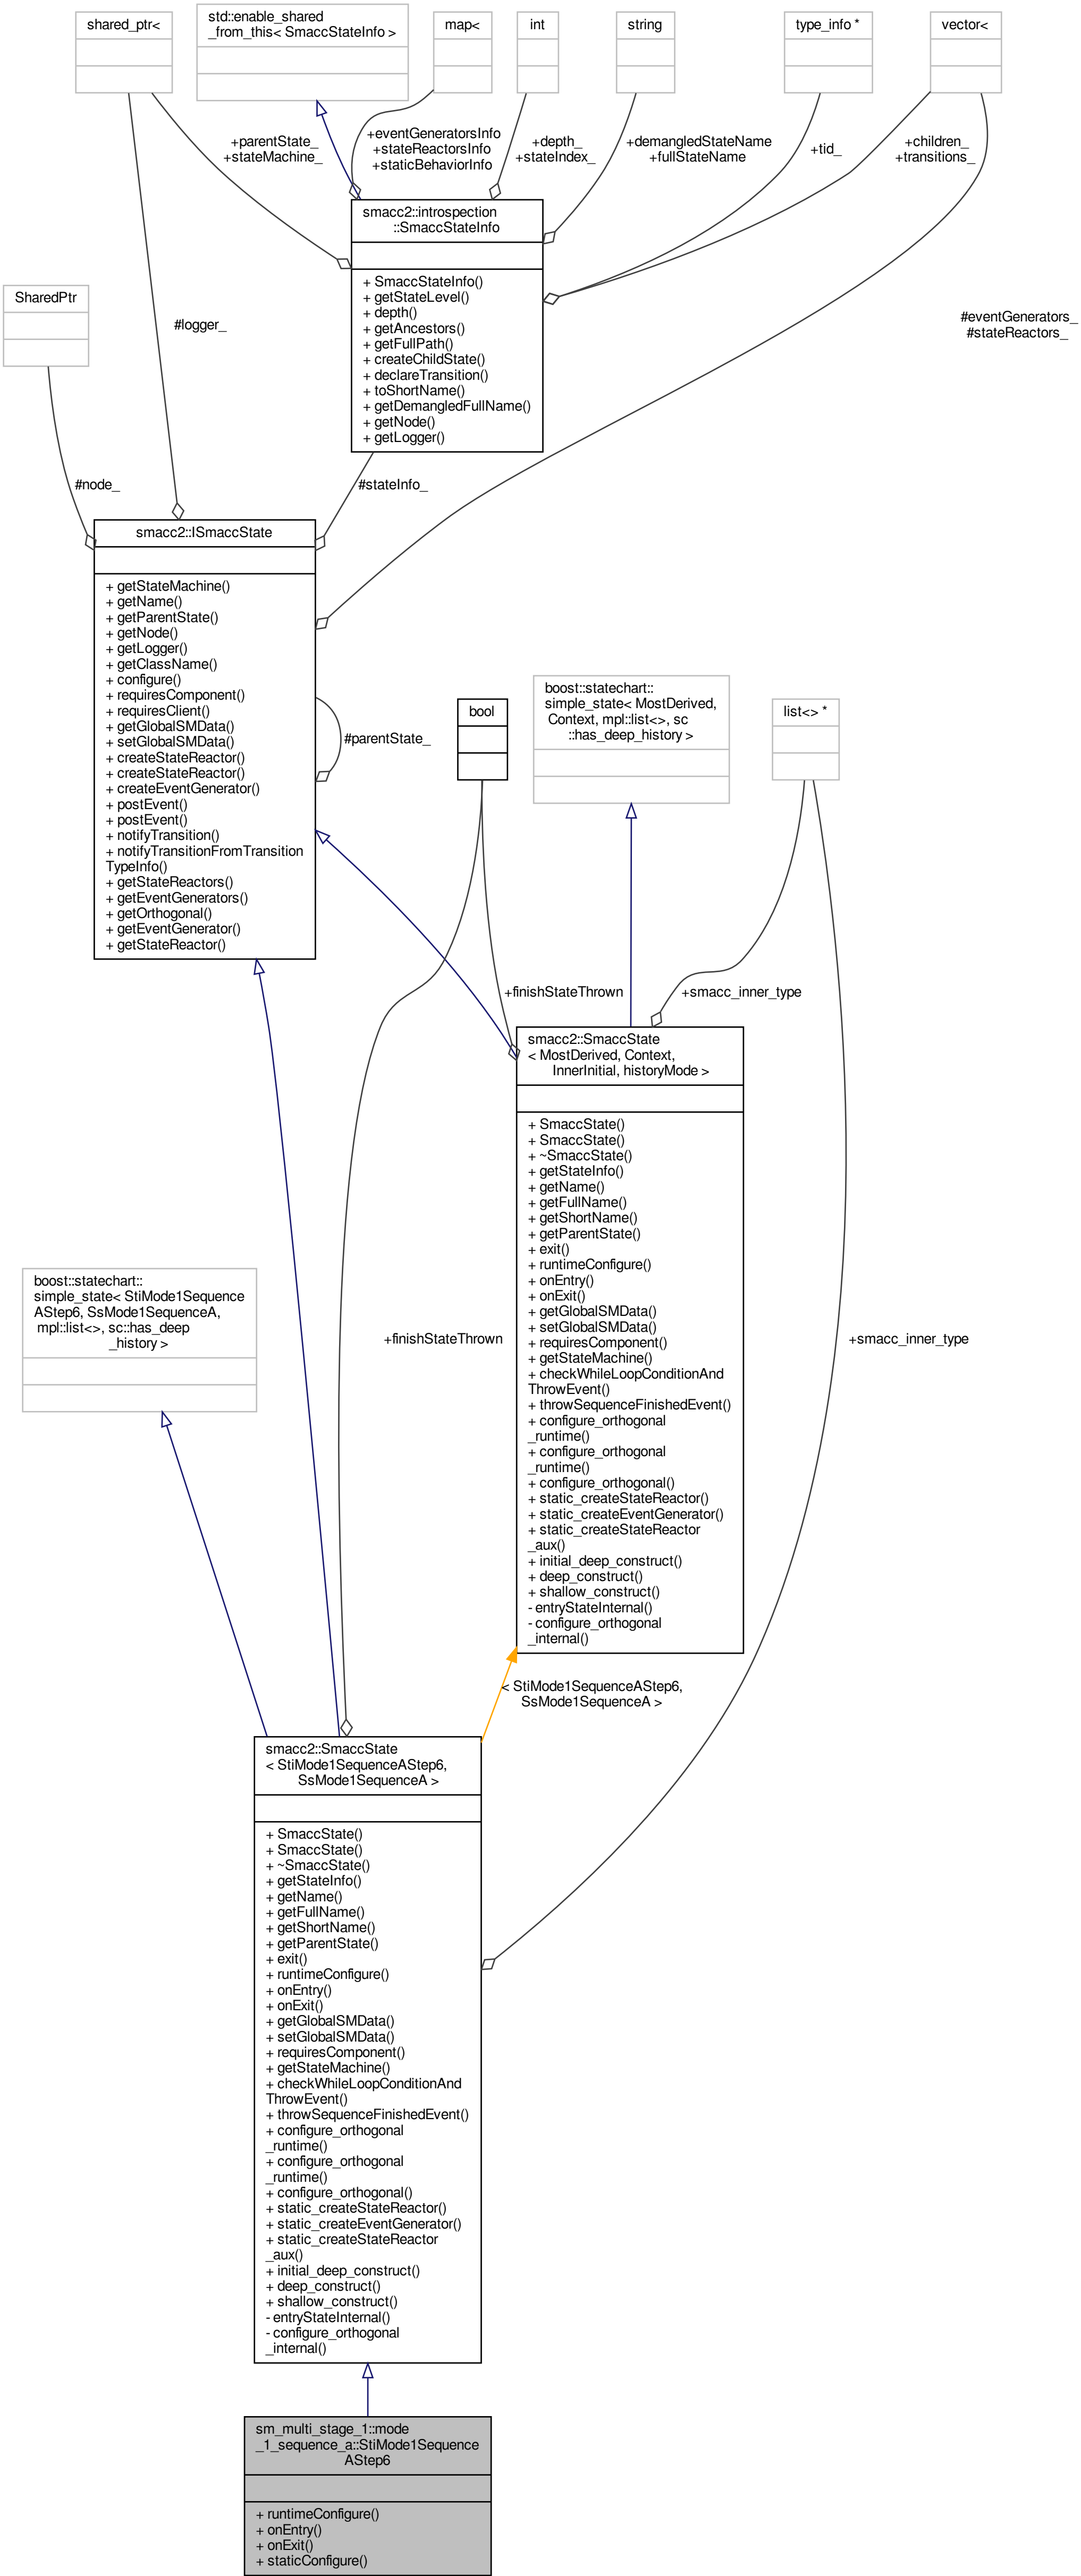 shared_ptr<
std::enable_shared
_from_this< SmaccStateInfo >
map<
int
string
type_info *
vector<
+parentState_
+stateMachine_
+eventGeneratorsInfo
+stateReactorsInfo
+staticBehaviorInfo
+depth_
+stateIndex_
+demangledStateName
+fullStateName
+tid_
+children_
+transitions_
smacc2::introspection
::SmaccStateInfo
+ SmaccStateInfo()
+ getStateLevel()
+ depth()
+ getAncestors()
+ getFullPath()
+ createChildState()
+ declareTransition()
+ toShortName()
+ getDemangledFullName()
+ getNode()
+ getLogger()
SharedPtr
#logger_
#eventGenerators_
#stateReactors_
#node_
#stateInfo_
smacc2::ISmaccState
+ getStateMachine()
+ getName()
+ getParentState()
+ getNode()
+ getLogger()
+ getClassName()
+ configure()
+ requiresComponent()
+ requiresClient()
+ getGlobalSMData()
+ setGlobalSMData()
+ createStateReactor()
+ createStateReactor()
+ createEventGenerator()
+ postEvent()
+ postEvent()
+ notifyTransition()
+ notifyTransitionFromTransition
TypeInfo()
+ getStateReactors()
+ getEventGenerators()
+ getOrthogonal()
+ getEventGenerator()
+ getStateReactor()
#parentState_
bool
boost::statechart::
simple_state< MostDerived,
Context, mpl::list<>, sc
::has_deep_history >
list<> *
+finishStateThrown
+smacc_inner_type
smacc2::SmaccState
< MostDerived, Context,
InnerInitial, historyMode >
+ SmaccState()
+ SmaccState()
+ ~SmaccState()
+ getStateInfo()
+ getName()
+ getFullName()
+ getShortName()
+ getParentState()
+ exit()
+ runtimeConfigure()
+ onEntry()
+ onExit()
+ getGlobalSMData()
+ setGlobalSMData()
+ requiresComponent()
+ getStateMachine()
+ checkWhileLoopConditionAnd
ThrowEvent()
+ throwSequenceFinishedEvent()
+ configure_orthogonal
_runtime()
+ configure_orthogonal
_runtime()
+ configure_orthogonal()
+ static_createStateReactor()
+ static_createEventGenerator()
+ static_createStateReactor
_aux()
+ initial_deep_construct()
+ deep_construct()
+ shallow_construct()
- entryStateInternal()
- configure_orthogonal
_internal()
boost::statechart::
simple_state< StiMode1Sequence
AStep6, SsMode1SequenceA,
mpl::list<>, sc::has_deep
_history >
+finishStateThrown
+smacc_inner_type
< StiMode1SequenceAStep6,
SsMode1SequenceA >
smacc2::SmaccState
< StiMode1SequenceAStep6,
SsMode1SequenceA >
+ SmaccState()
+ SmaccState()
+ ~SmaccState()
+ getStateInfo()
+ getName()
+ getFullName()
+ getShortName()
+ getParentState()
+ exit()
+ runtimeConfigure()
+ onEntry()
+ onExit()
+ getGlobalSMData()
+ setGlobalSMData()
+ requiresComponent()
+ getStateMachine()
+ checkWhileLoopConditionAnd
ThrowEvent()
+ throwSequenceFinishedEvent()
+ configure_orthogonal
_runtime()
+ configure_orthogonal
_runtime()
+ configure_orthogonal()
+ static_createStateReactor()
+ static_createEventGenerator()
+ static_createStateReactor
_aux()
+ initial_deep_construct()
+ deep_construct()
+ shallow_construct()
- entryStateInternal()
- configure_orthogonal
_internal()
sm_multi_stage_1::mode
_1_sequence_a::StiMode1Sequence
AStep6
+ runtimeConfigure()
+ onEntry()
+ onExit()
+ staticConfigure()